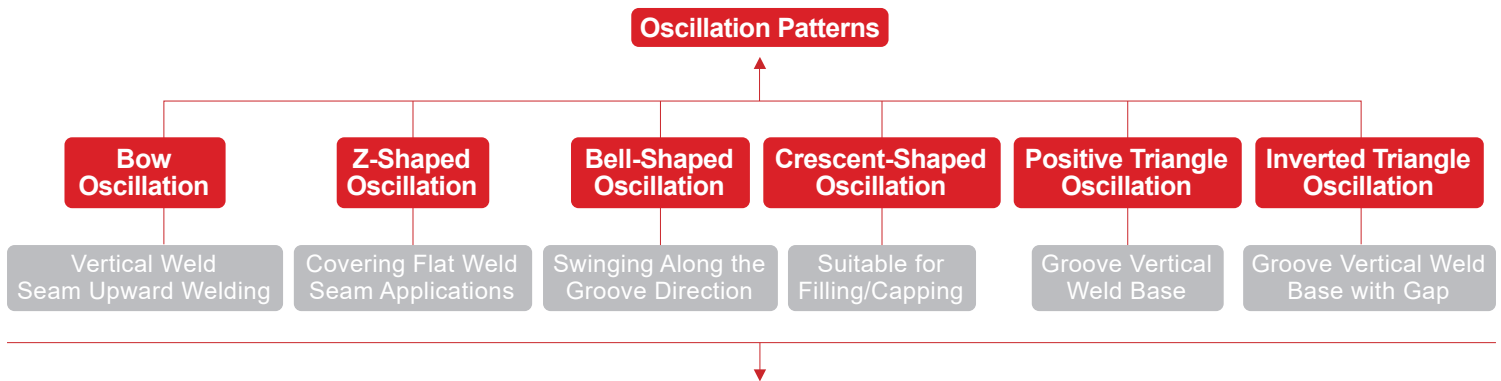 Oscillation Patterns
Bow
Oscillation
Z-Shaped
Oscillation
Bell-Shaped
Oscillation
Crescent-Shaped
Oscillation
Positive Triangle
Oscillation
Inverted Triangle
Oscillation
Vertical Weld
Seam Upward Welding
Covering Flat Weld
Seam Applications
Swinging Along the
Groove Direction
Suitable for
Filling/Capping
Groove Vertical
Weld Base
Groove Vertical Weld
Base with Gap